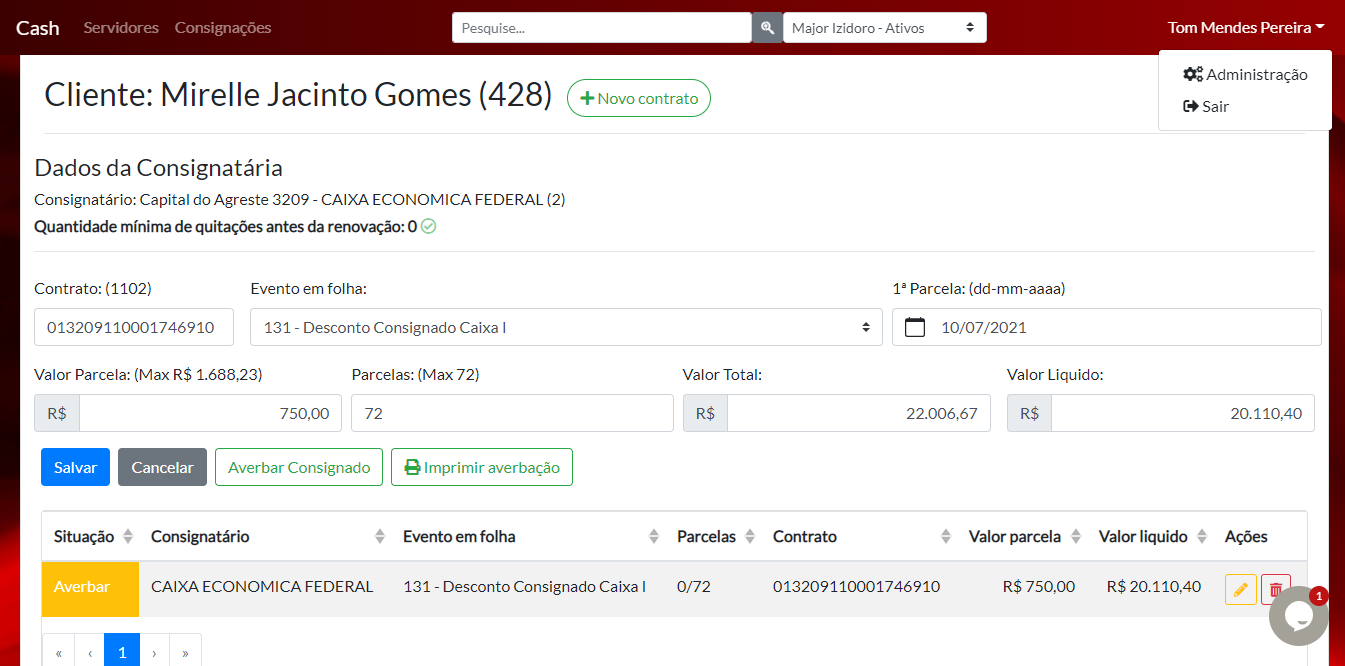 Cash Servidores Consignações Pesquise... Major Izidoro - Ativos Tom Mendes Pereira
Administração
Sair
Cliente: Mirelle Jacinto Gomes (428) Novo contrato
Dados da Consignatária
Consignatário: Capital do Agreste 3209 - CAIXA ECONOMICA FEDERAL (2)
Quantidade mínima de quitações antes da renovação: 0
Contrato: (1102) Evento em folha: 1ª Parcela: (dd-mm-aaaa)
013209110001746910 131 - Desconto Consignado Caixa I 10/07/2021
Valor Parcela: (Max R$ 1.688,23) Parcelas: (Max 72) Valor Total: Valor Liquido:
R$ 750,00 72 R$ 22.006,67 R$ 20.110,40
Salvar Cancelar Averbar Consignado Imprimir averbação
Situação Consignatário Evento em folha Parcelas Contrato Valor parcela Valor liquido Ações
Averbar CAIXA ECONOMICA FEDERAL 131 - Desconto Consignado Caixa I 0/72 013209110001746910 R$ 750,00 R$ 20.110,40
1
« ‹ 1 › »